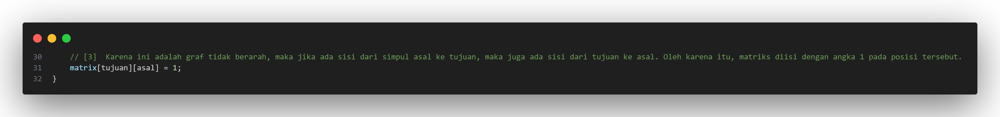 30 // [3]  Karena ini adalah graf tidak berarah, maka jika ada sisi dari simpul asal ke tujuan, maka juga ada sisi dari tujuan ke asal. Oleh karena itu, matriks diisi dengan angka 1 pada posisi tersebut.
31 matrix[tujuan][asal] = 1;
32 }